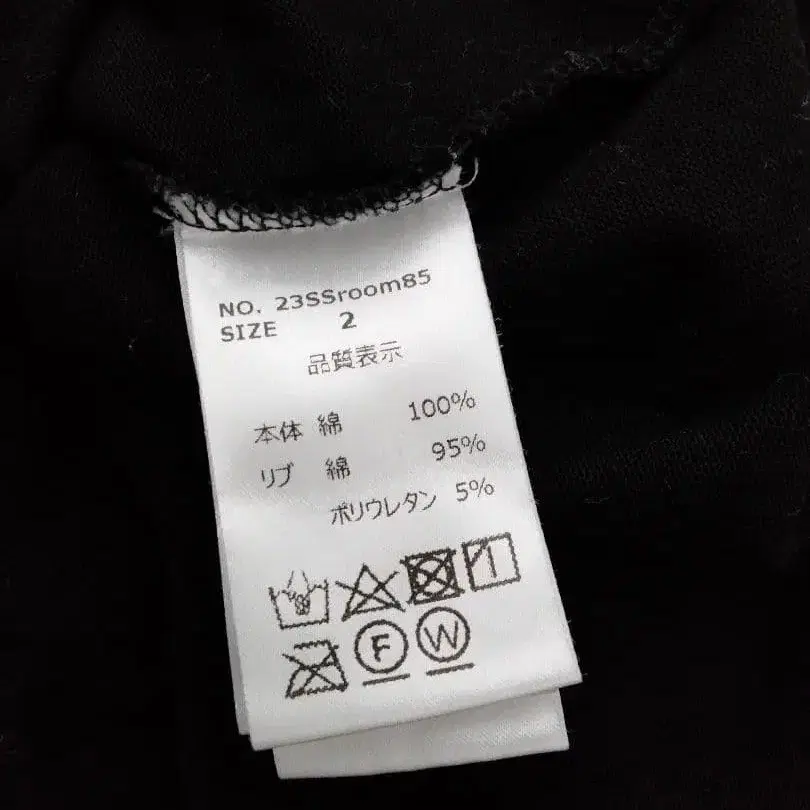 NO. 23SSroom85
SIZE 2
品質表示
本体 綿 100%
リブ 綿 95%
ポリウレタン 5%
F W